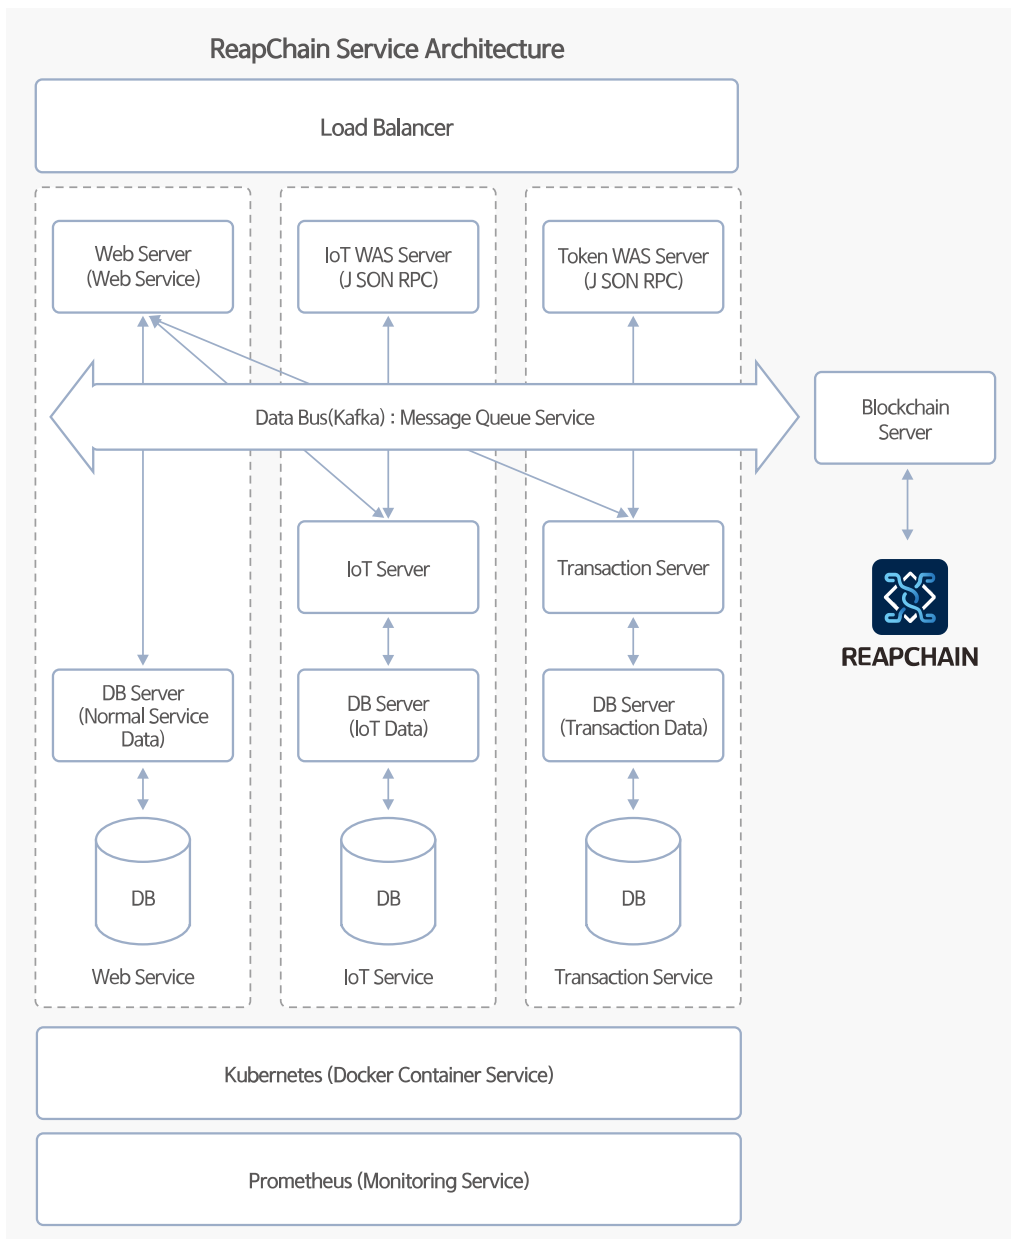 ReapChain Service Architecture
Load Balancer
Web Server
(Web Service)
IoT WAS Server
(J SON RPC)
Token WAS Server
(J SON RPC)
Data Bus(Kafka) : Message Queue Service
Blockchain
Server
IoT Server
Transaction Server
REAPCHAIN
DB Server
(Normal Service
Data)
DB Server
(IoT Data)
DB Server
(Transaction Data)
DB
DB
DB
Web Service
IoT Service
Transaction Service
Kubernetes (Docker Container Service)
Prometheus (Monitoring Service)